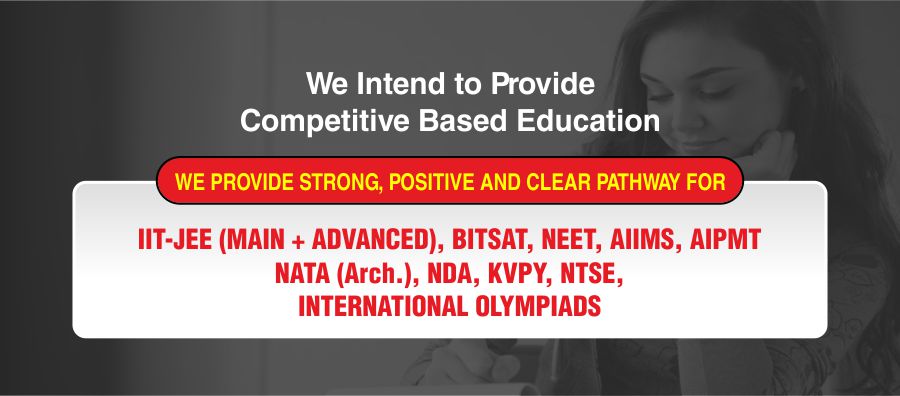 We Intend to Provide
Competitive Based Education
WE PROVIDE STRONG, POSITIVE AND CLEAR PATHWAY FOR
IIT-JEE (MAIN + ADVANCED), BITSAT, NEET, AIIMS, AIPMT
NATA (Arch.), NDA, KVPY, NTSE,
INTERNATIONAL OLYMPIADS